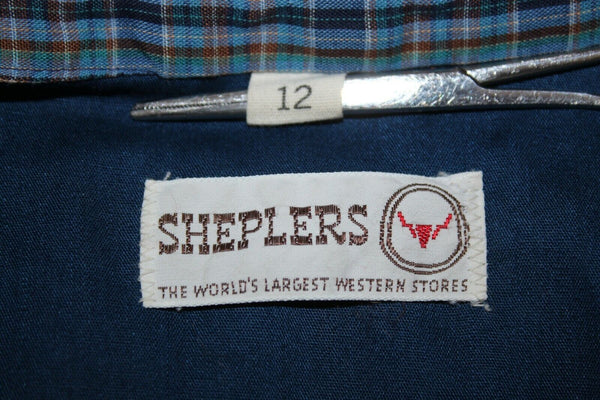 12
SHEPLERS
THE WORLD'S LARGEST WESTERN STORES